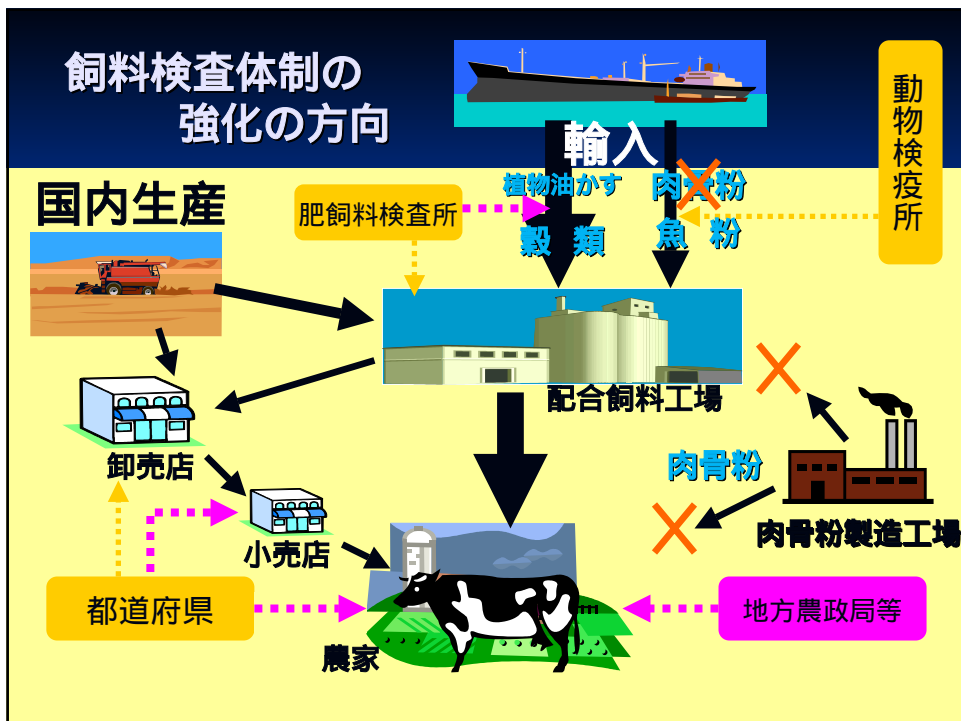 飼料検査体制の
強化の方向
動物検疫所
輸入
植物油かす
肉骨粉
国内生産
肥飼料検査所
穀 類
魚 粉
配合飼料工場
卸売店
肉骨粉
肉骨粉製造工場
小売店
都道府県
地方農政局等
農家